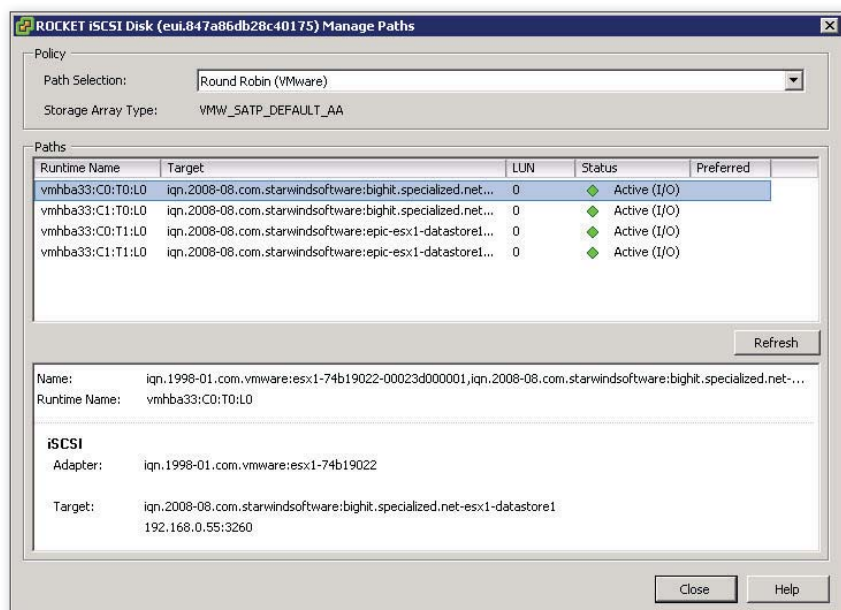 ROCKET iSCSI Disk (eui.847a86db28c40175) Manage Paths
Policy
Path Selection: Round Robin (VMware)
Storage Array Type: VMW_SATP_DEFAULT_AA
Paths
Runtime Name Target LUN Status Preferred
vmhba33:C0:T0:L0 iqn.2008-08.com.starwindsoftware:bighit.specialized.net... 0 Active (I/O)
vmhba33:C1:T0:L0 iqn.2008-08.com.starwindsoftware:bighit.specialized.net... 0 Active (I/O)
vmhba33:C0:T1:L0 iqn.2008-08.com.starwindsoftware:epic-esx1-datastore1... 0 Active (I/O)
vmhba33:C1:T1:L0 iqn.2008-08.com.starwindsoftware:epic-esx1-datastore1... 0 Active (I/O)
Refresh
Name: iqn.1998-01.com.vmware:esx1-74b19022-00023d000001,iqn.2008-08.com.starwindsoftware:bighit.specialized.net-...
Runtime Name: vmhba33:C0:T0:L0
iSCSI
Adapter: iqn.1998-01.com.vmware:esx1-74b19022
Target: iqn.2008-08.com.starwindsoftware:bighit.specialized.net-esx1-datastore1
192.168.0.55:3260
Close Help